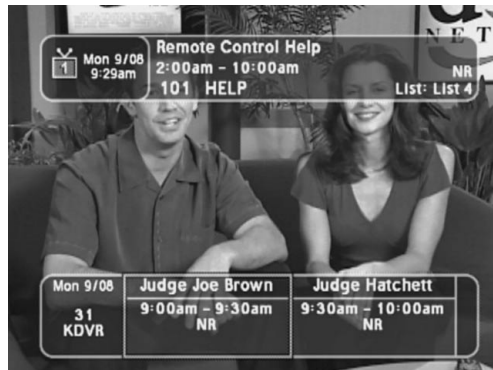 N E T
Mon 9/08
9:29am
1
Remote Control Help
2:00am - 10:00am
NR
101 HELP
List: List 4
Mon 9/08
31
KDVR
Judge Joe Brown
9:00am - 9:30am
NR
Judge Hatchett
9:30am - 10:00am
NR